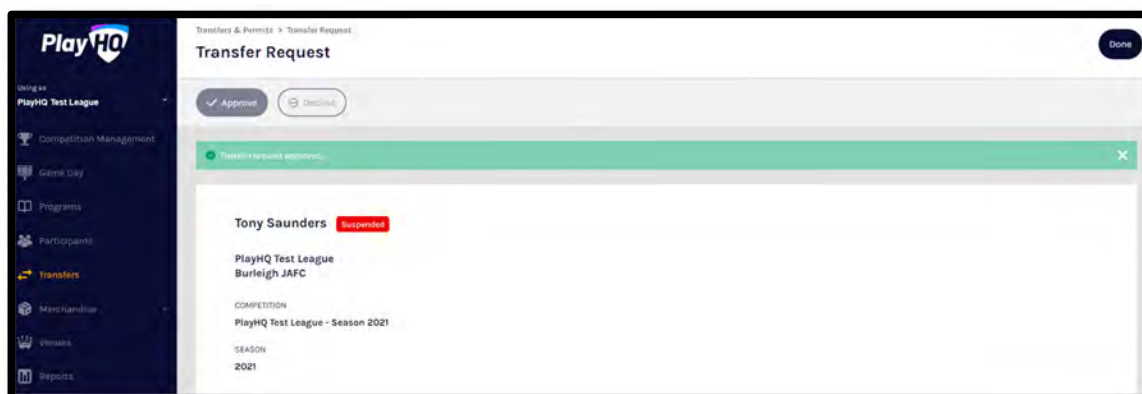 PlayHQ
Using as
PlayHQ Test League
Competition Management
Game Day
Programs
Participants
Transfers
Merchandise
Venues
Reports
Transfers & Permits > Transfer Request
Transfer Request
Done
Approve
Decline
Transfer request approved.
Tony Saunders Suspended
PlayHQ Test League
Burleigh JAFC
COMPETITION
PlayHQ Test League - Season 2021
SEASON
2021